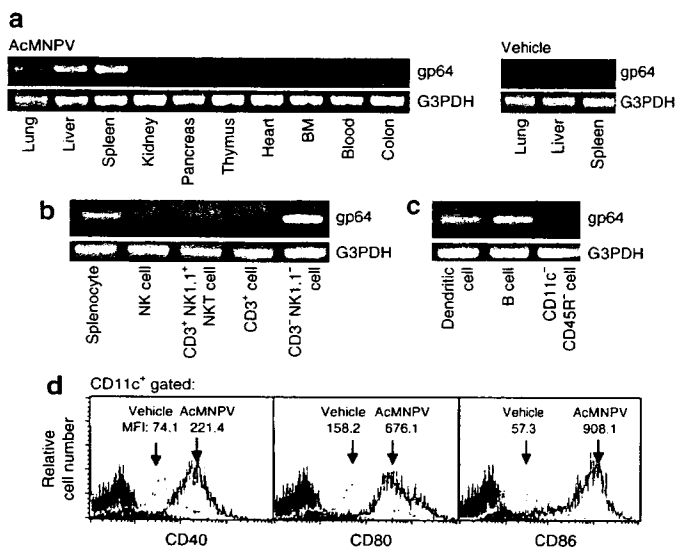 a
AcMNPV
Vehicle
gp64
gp64
G3PDH
G3PDH
Lung
Liver
Spleen
Kidney
Pancreas
Thymus
Heart
BM
Blood
Colon
Lung
Liver
Spleen
b
gp64
G3PDH
Splenocyte
NK cell
CD3⁺ NK1.1⁺
NKT cell
CD3⁺ cell
CD3⁻ NK1.1⁻
cell
c
gp64
G3PDH
Dendritic
cell
B cell
CD11c⁻
CD45R⁻ cell
d
CD11c⁺ gated:
Relative
cell number
Vehicle AcMNPV
MFI: 74.1 221.4
Vehicle AcMNPV
158.2 676.1
Vehicle AcMNPV
57.3 908.1
CD40
CD80
CD86